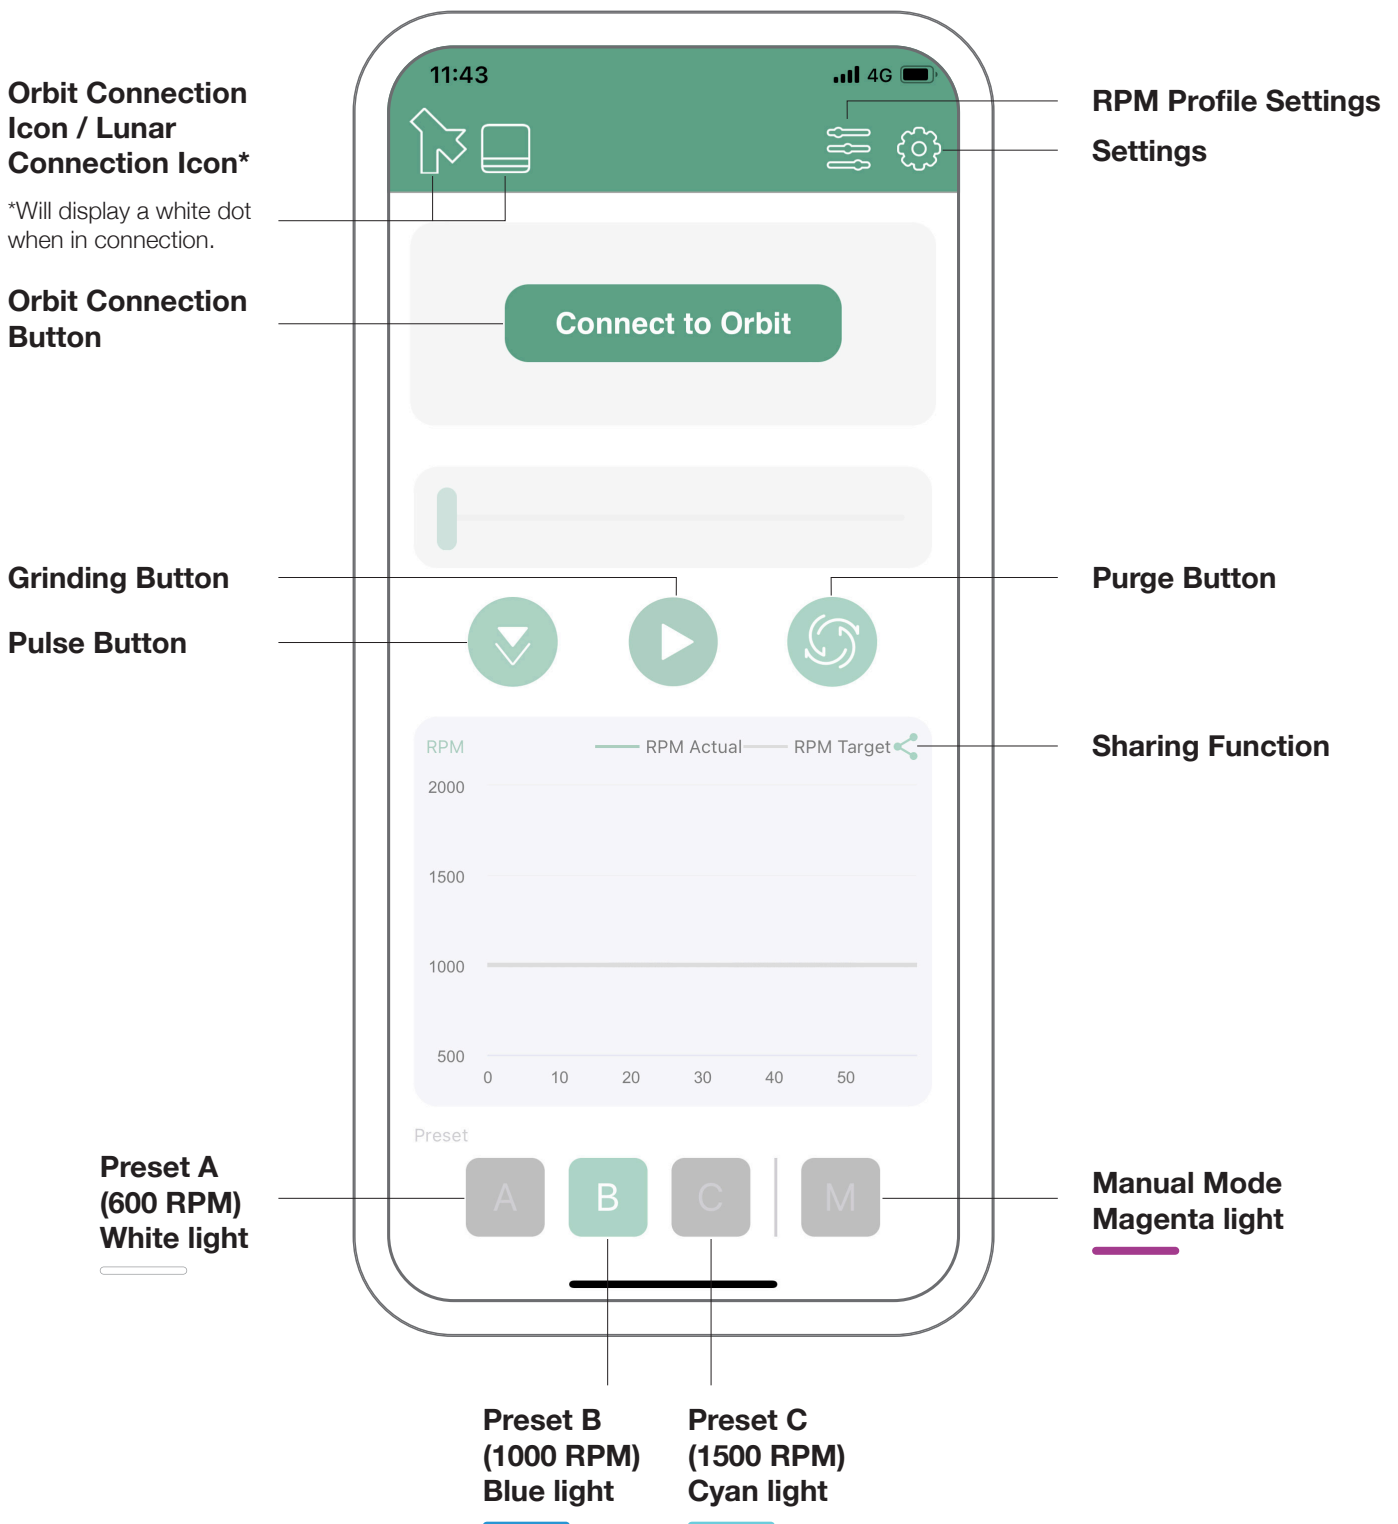 Orbit Connection
Icon / Lunar
Connection Icon*
*Will display a white dot
when in connection.
Orbit Connection
Button
Grinding Button
Pulse Button
11:43
4G
RPM Profile Settings
Settings
Connect to Orbit
Purge Button
RPM
RPM Actual
RPM Target
Sharing Function
2000
1500
1000
500
0 10 20 30 40 50
Preset
A B C M
Preset A
(600 RPM)
White light
Manual Mode
Magenta light
Preset B
(1000 RPM)
Blue light
Preset C
(1500 RPM)
Cyan light